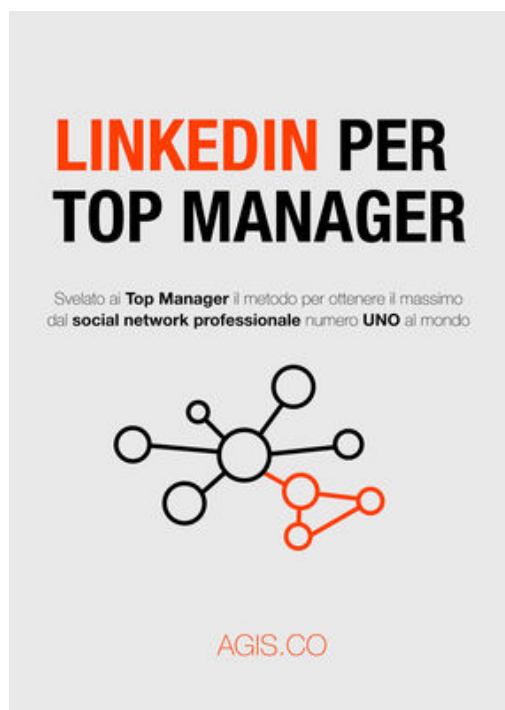 LINKEDIN PER
TOP MANAGER
Svelato ai Top Manager il metodo per ottenere il massimo
dal social network professionale numero UNO al mondo
AGIS.CO